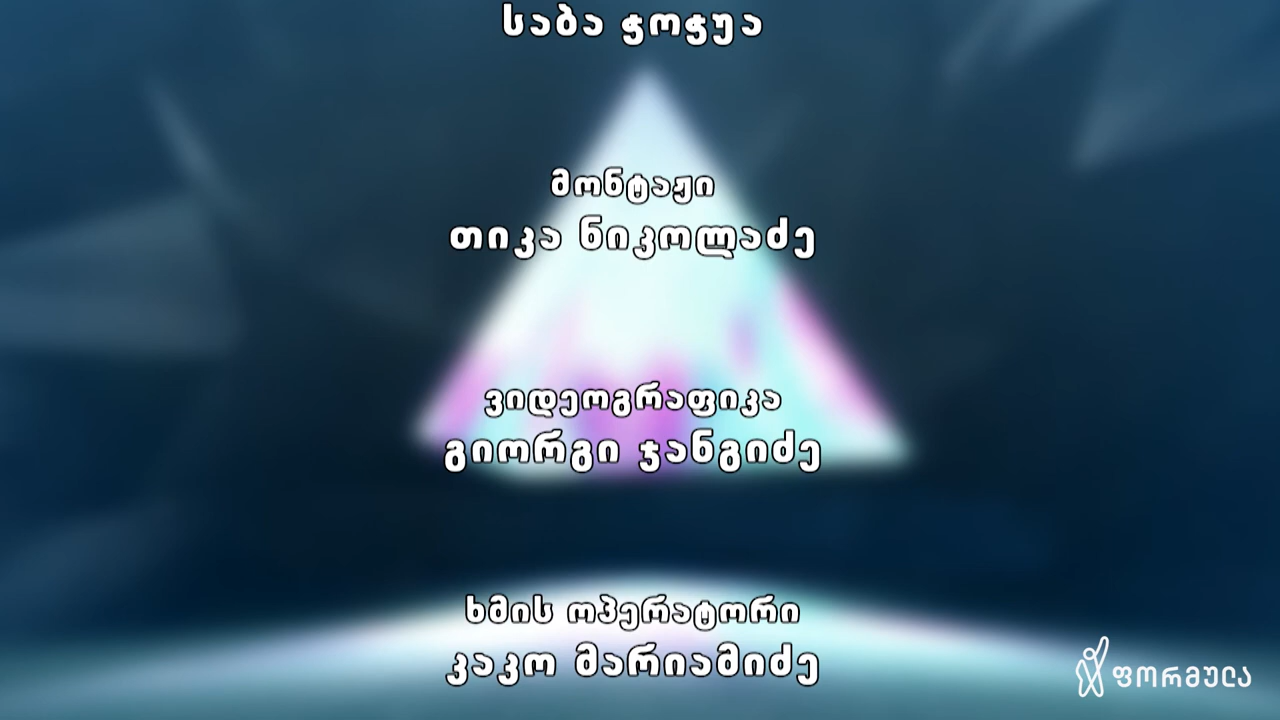 საბა ჭოჭუა
მონტაჟი
თიკა ნიკოლაძე
ვიდეოგრაფიკა
გიორგი ჯანგიძე
ხმის ოპერატორი
კაკო მარიამიძე
ფორმულა